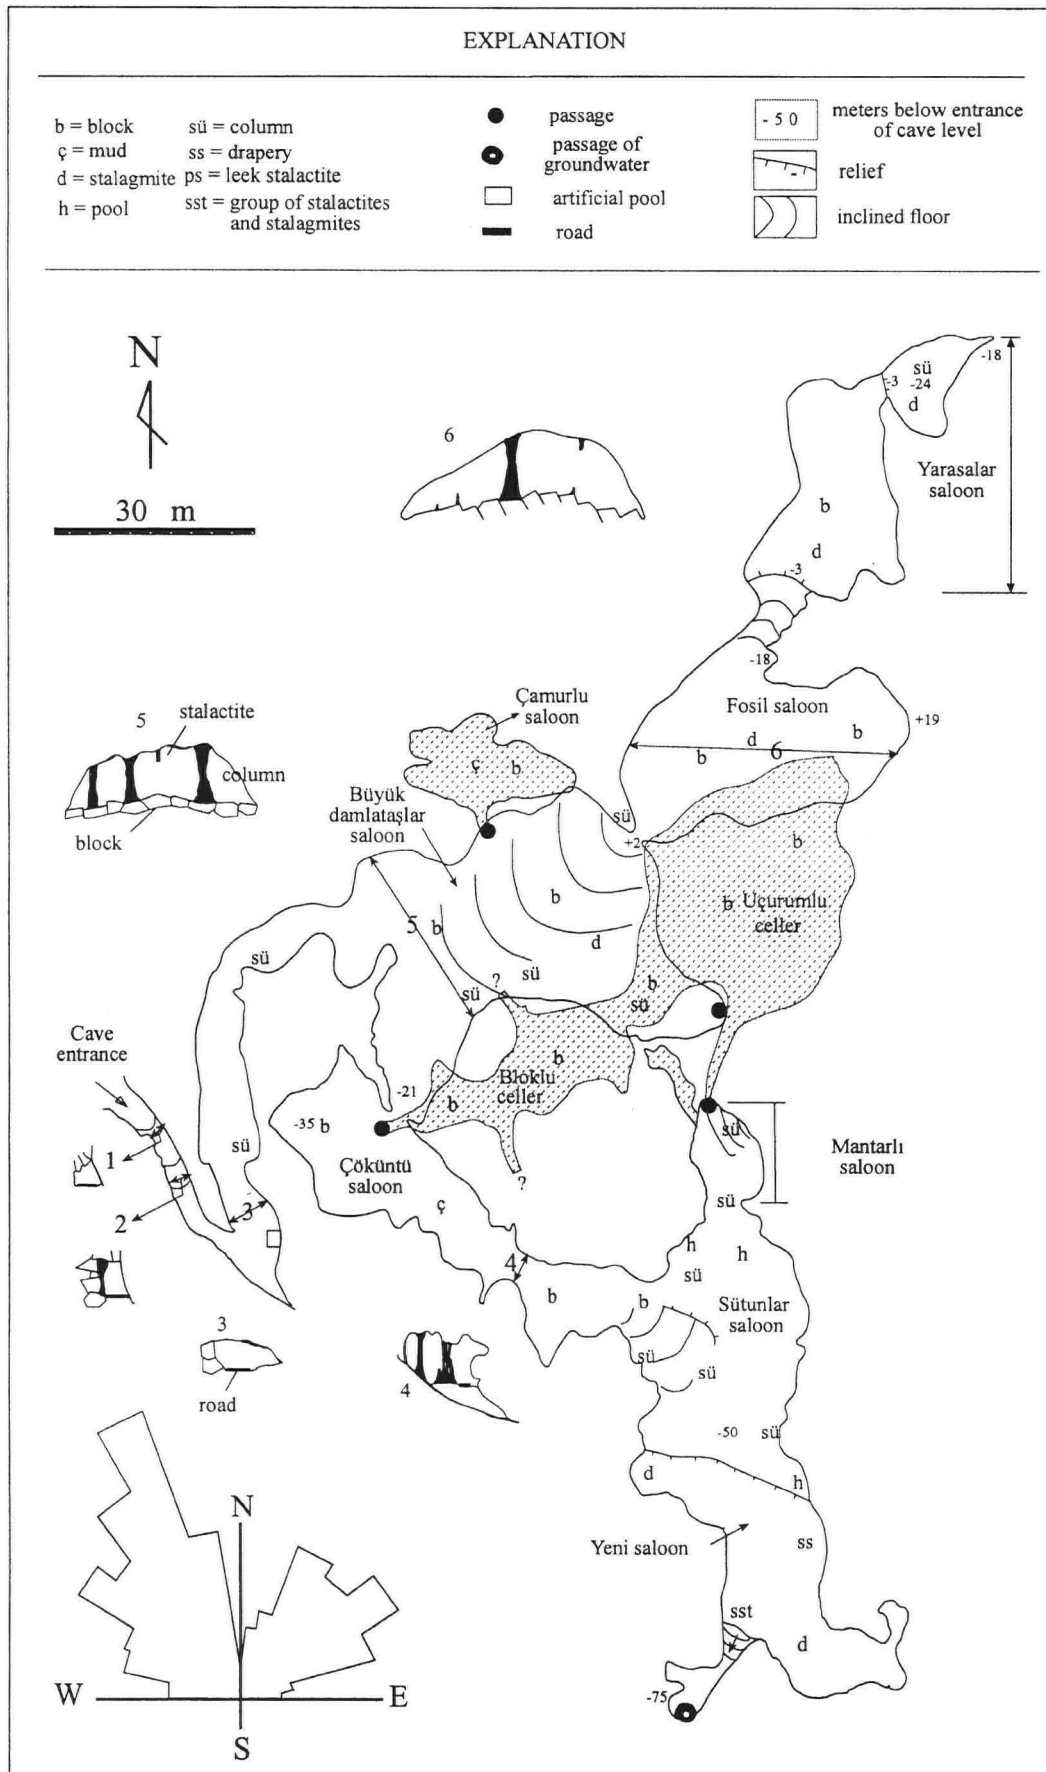 EXPLANATION
b = block
ç = mud
d = stalagmite
h = pool
sü = column
ss = drapery
ps = leek stalactite
sst = group of stalactites
and stalagmites
passage
passage of
groundwater
artificial pool
road
- 5 0
meters below entrance
of cave level
relief
inclined floor
N
30 m
6
-18
sü
-3 -24
d
Yarasalar
saloon
b
d
-3
-18
Fosil saloon
+19
b
d
b
6
5
stalactite
column
block
Çamurlu
saloon
ç
b
Büyük
damlataşlar
saloon
sü
+2
b
b
Uçurumlu
celler
b
b
d
5
sü
sü
?
b
sü
sü
Cave
entrance
b
Bloklu
celler
b
-21
-35 b
Çöküntü
saloon
?
ç
sü
Mantarlı
saloon
sü
sü
1
2
3
h
h
sü
4
b
b
Sütunlar
saloon
sü
sü
3
road
4
-50
sü
d
h
Yeni saloon
ss
sst
d
-75
N
W
E
S